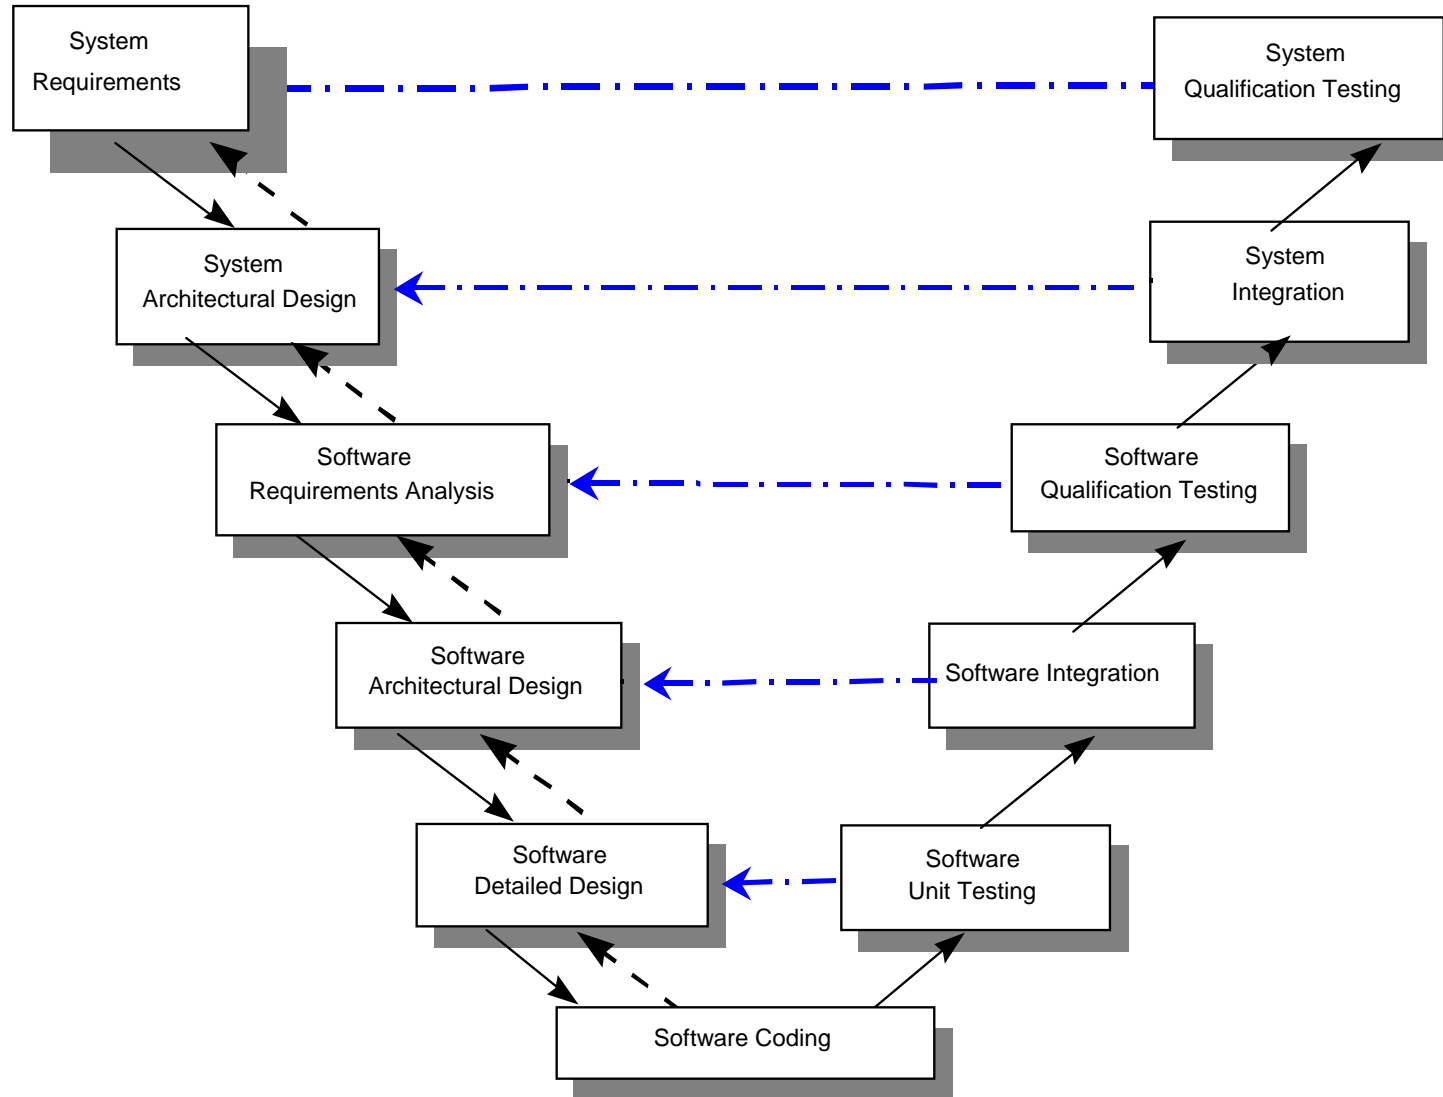 System
Requirements
System
Qualification Testing
System
Architectural Design
System
Integration
Software
Requirements Analysis
Software
Qualification Testing
Software
Architectural Design
Software Integration
Software
Detailed Design
Software
Unit Testing
Software Coding